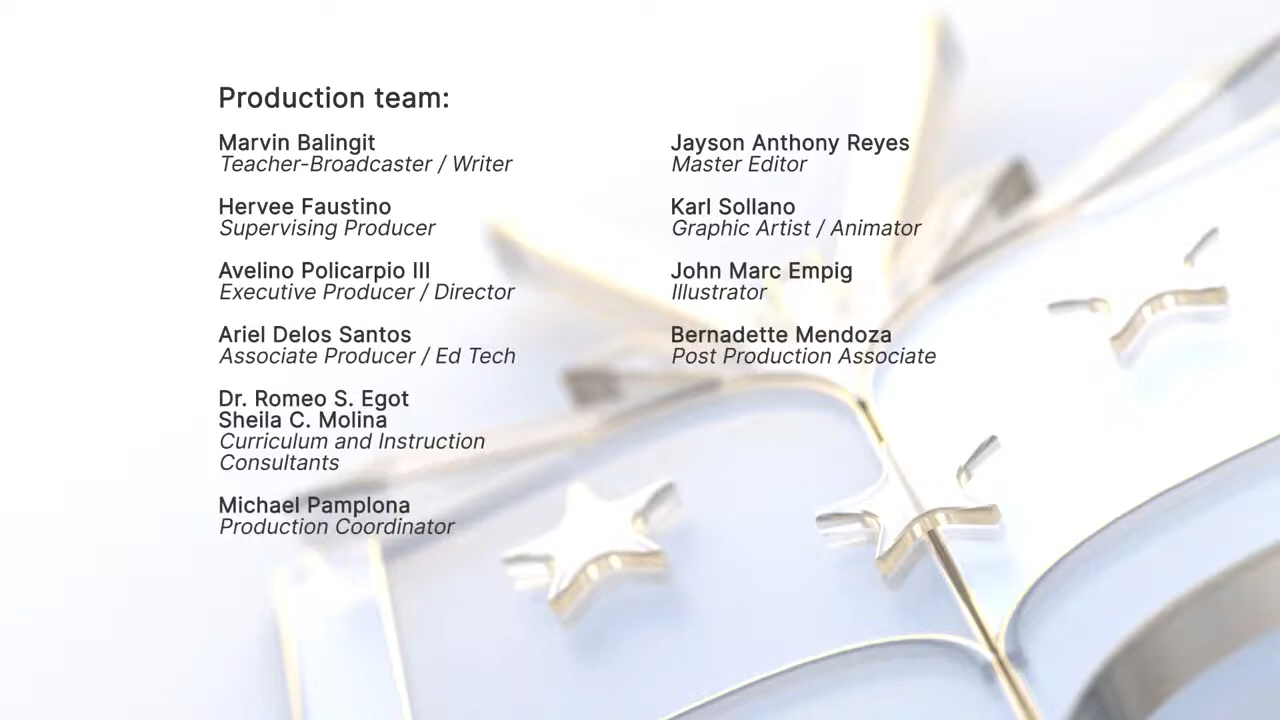 Production team:
Marvin Balingit
Teacher-Broadcaster / Writer
Hervee Faustino
Supervising Producer
Avelino Policarpio III
Executive Producer / Director
Ariel Delos Santos
Associate Producer / Ed Tech
Dr. Romeo S. Egot
Sheila C. Molina
Curriculum and Instruction
Consultants
Michael Pamplona
Production Coordinator
Jayson Anthony Reyes
Master Editor
Karl Sollano
Graphic Artist / Animator
John Marc Empig
Illustrator
Bernadette Mendoza
Post Production Associate